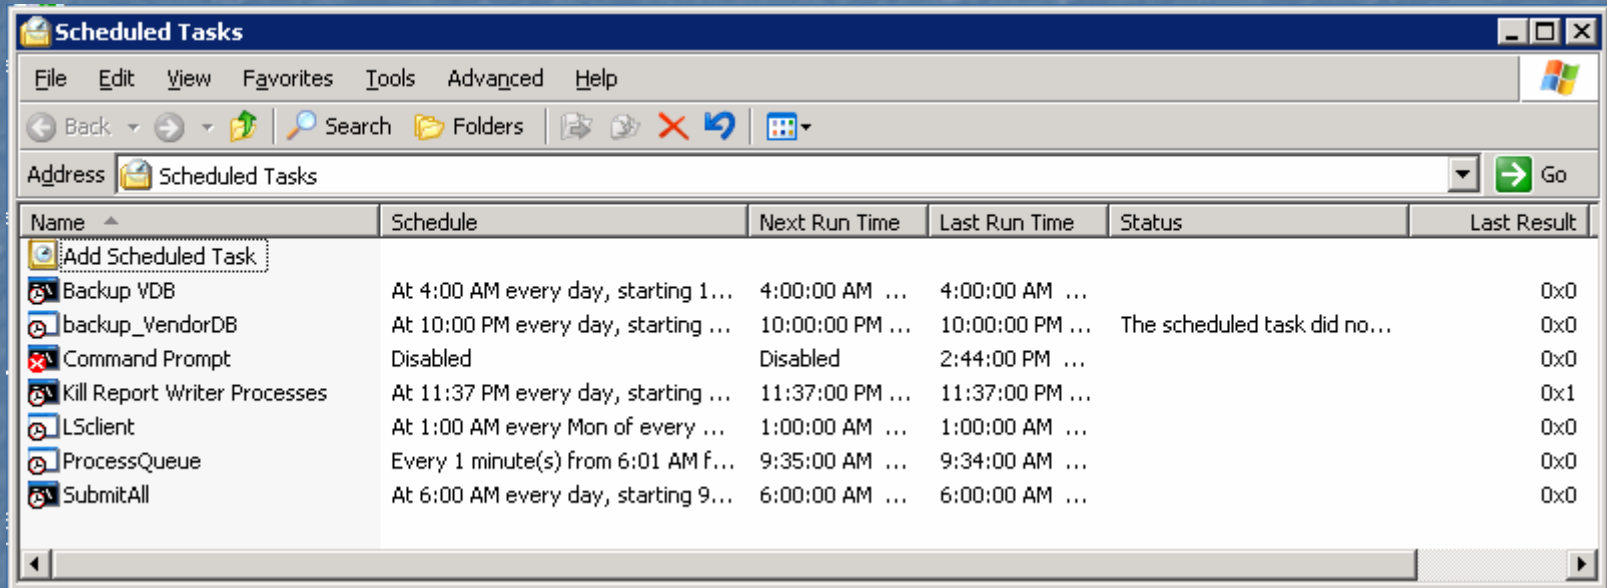 Scheduled Tasks
File Edit View Favorites Tools Advanced Help
Back Search Folders
Address Scheduled Tasks Go
Name Schedule Next Run Time Last Run Time Status Last Result
Add Scheduled Task
Backup VDB At 4:00 AM every day, starting 1... 4:00:00 AM ... 4:00:00 AM ... 0x0
backup_VendorDB At 10:00 PM every day, starting ... 10:00:00 PM ... 10:00:00 PM ... The scheduled task did no... 0x0
Command Prompt Disabled Disabled 2:44:00 PM ... 0x0
Kill Report Writer Processes At 11:37 PM every day, starting ... 11:37:00 PM ... 11:37:00 PM ... 0x1
LSclient At 1:00 AM every Mon of every ... 1:00:00 AM ... 1:00:00 AM ... 0x0
ProcessQueue Every 1 minute(s) from 6:01 AM f... 9:35:00 AM ... 9:34:00 AM ... 0x0
SubmitAll At 6:00 AM every day, starting 9... 6:00:00 AM ... 6:00:00 AM ... 0x0